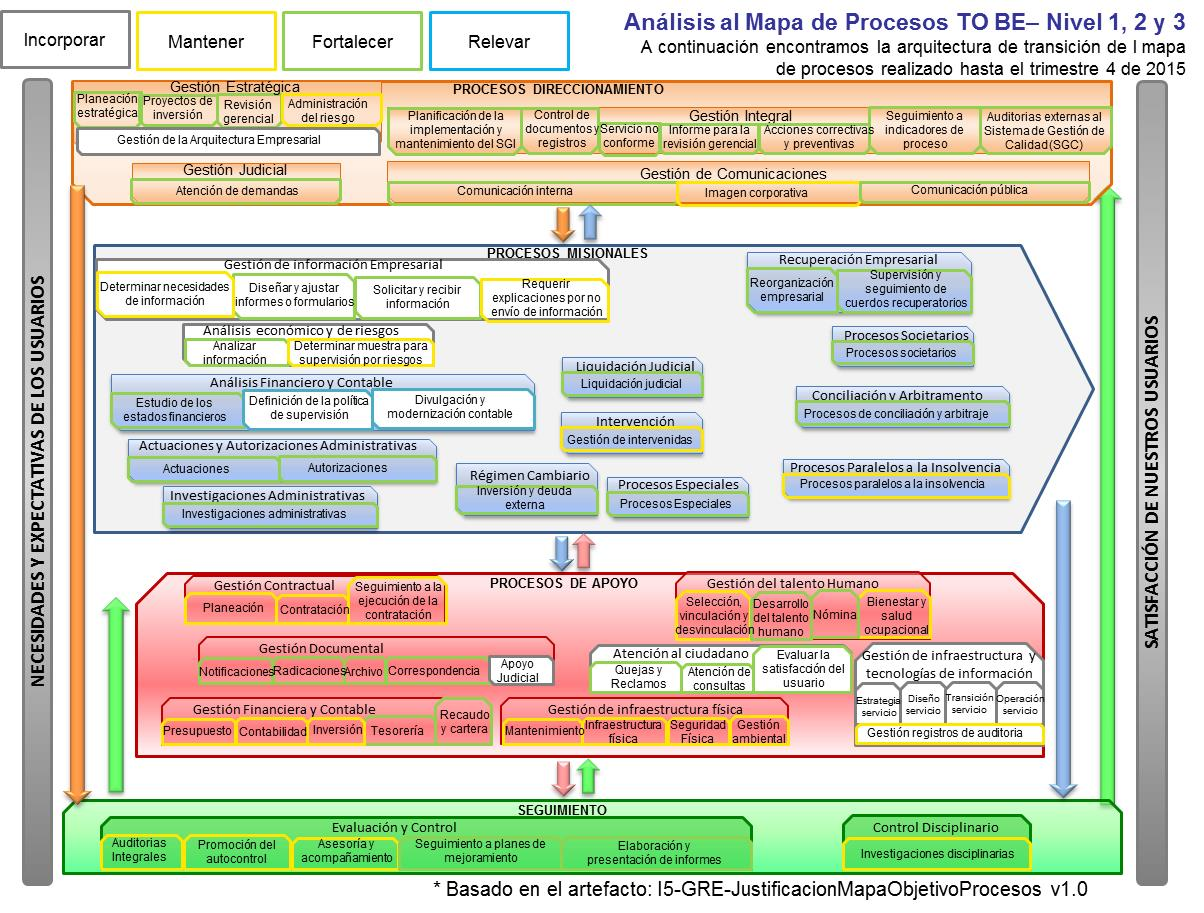 Incorporar
Mantener
Fortalecer
Relevar
Análisis al Mapa de Procesos TO BE– Nivel 1, 2 y 3
A continuación encontramos la arquitectura de transición de l mapa
de procesos realizado hasta el trimestre 4 de 2015
NECESIDADES Y EXPECTATIVAS DE LOS USUARIOS
SATISFACCIÓN DE NUESTROS USUARIOS
PROCESOS DIRECCIONAMIENTO
Gestión Estratégica
Planeación
estratégica
Proyectos de
inversión
Revisión
gerencial
Administración
del riesgo
Gestión de la Arquitectura Empresarial
Gestión Integral
Planificación de la
implementación y
mantenimiento del SGI
Control de
documentos y
registros
Servicio no
conforme
Informe para la
revisión gerencial
Acciones correctivas
y preventivas
Seguimiento a
indicadores de
proceso
Auditorias externas al
Sistema de Gestión de
Calidad (SGC)
Gestión Judicial
Atención de demandas
Gestión de Comunicaciones
Comunicación interna
Imagen corporativa
Comunicación pública
PROCESOS MISIONALES
Gestión de información Empresarial
Determinar necesidades
de información
Diseñar y ajustar
informes o formularios
Solicitar y recibir
información
Requerir
explicaciones por no
envío de información
Análisis económico y de riesgos
Analizar
información
Determinar muestra para
supervisión por riesgos
Análisis Financiero y Contable
Estudio de los
estados financieros
Definición de la política
de supervisión
Divulgación y
modernización contable
Actuaciones y Autorizaciones Administrativas
Actuaciones
Autorizaciones
Investigaciones Administrativas
Investigaciones administrativas
Régimen Cambiario
Inversión y deuda
externa
Liquidación Judicial
Liquidación judicial
Intervención
Gestión de intervenidas
Procesos Especiales
Procesos Especiales
Recuperación Empresarial
Reorganización
empresarial
Supervisión y
seguimiento de
cuerdos recuperatorios
Procesos Societarios
Procesos societarios
Conciliación y Arbitramento
Procesos de conciliación y arbitraje
Procesos Paralelos a la Insolvencia
Procesos paralelos a la insolvencia
PROCESOS DE APOYO
Gestión Contractual
Planeación
Contratación
Seguimiento a la
ejecución de la
contratación
Gestión del talento Humano
Selección,
vinculación y
desvinculación
Desarrollo
del talento
humano
Nómina
Bienestar y
salud
ocupacional
Gestión Documental
Notificaciones
Radicaciones
Archivo
Correspondencia
Apoyo
Judicial
Atención al ciudadano
Quejas y
Reclamos
Atención de
consultas
Evaluar la
satisfacción del
usuario
Gestión de infraestructura y
tecnologías de información
Estrategia
servicio
Diseño
servicio
Transición
servicio
Operación
servicio
Gestión registros de auditoria
Gestión Financiera y Contable
Presupuesto
Contabilidad
Inversión
Tesorería
Recaudo
y cartera
Gestión de infraestructura física
Mantenimiento
Infraestructura
física
Seguridad
Física
Gestión
ambiental
SEGUIMIENTO
Evaluación y Control
Auditorias
Integrales
Promoción del
autocontrol
Asesoría y
acompañamiento
Seguimiento a planes de
mejoramiento
Elaboración y
presentación de informes
Control Disciplinario
Investigaciones disciplinarias
* Basado en el artefacto: I5-GRE-JustificacionMapaObjetivoProcesos v1.0